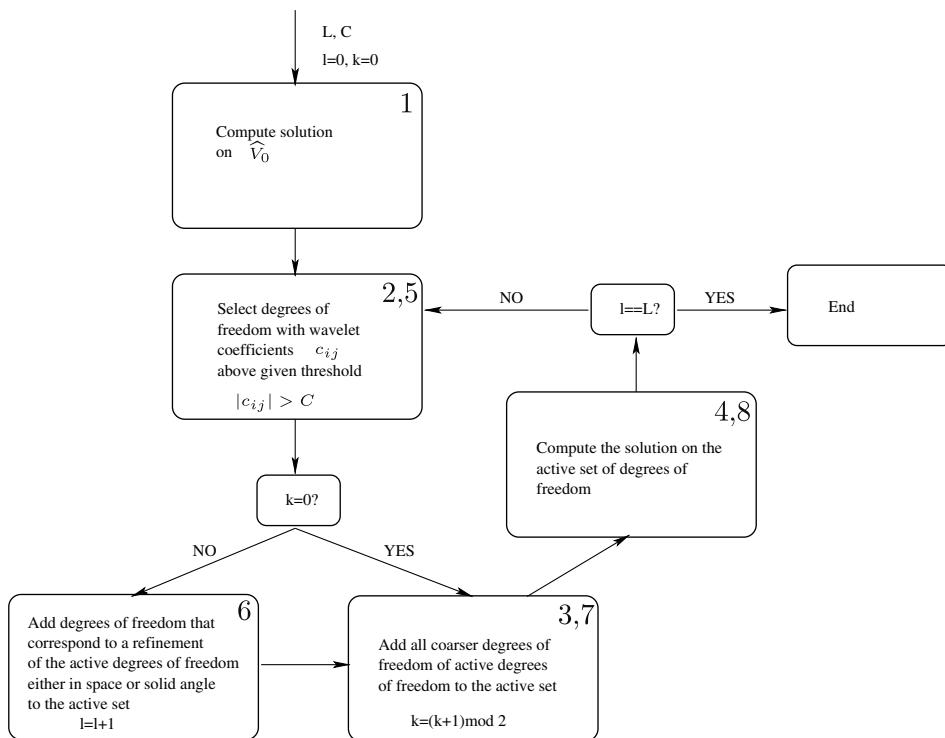 L, C
l=0, k=0
1
Compute solution
on V̂₀
2,5
Select degrees of
freedom with wavelet
coefficients c_{ij}
above given threshold
|c_{ij}| > C
NO
l==L?
YES
End
4,8
Compute the solution on the
active set of degrees of
freedom
k=0?
NO
YES
6
Add degrees of freedom that
correspond to a refinement
of the active degrees of freedom
either in space or solid angle
to the active set
l=l+1
3,7
Add all coarser degrees of
freedom of active degrees
of freedom to the active set
k=(k+1)mod 2